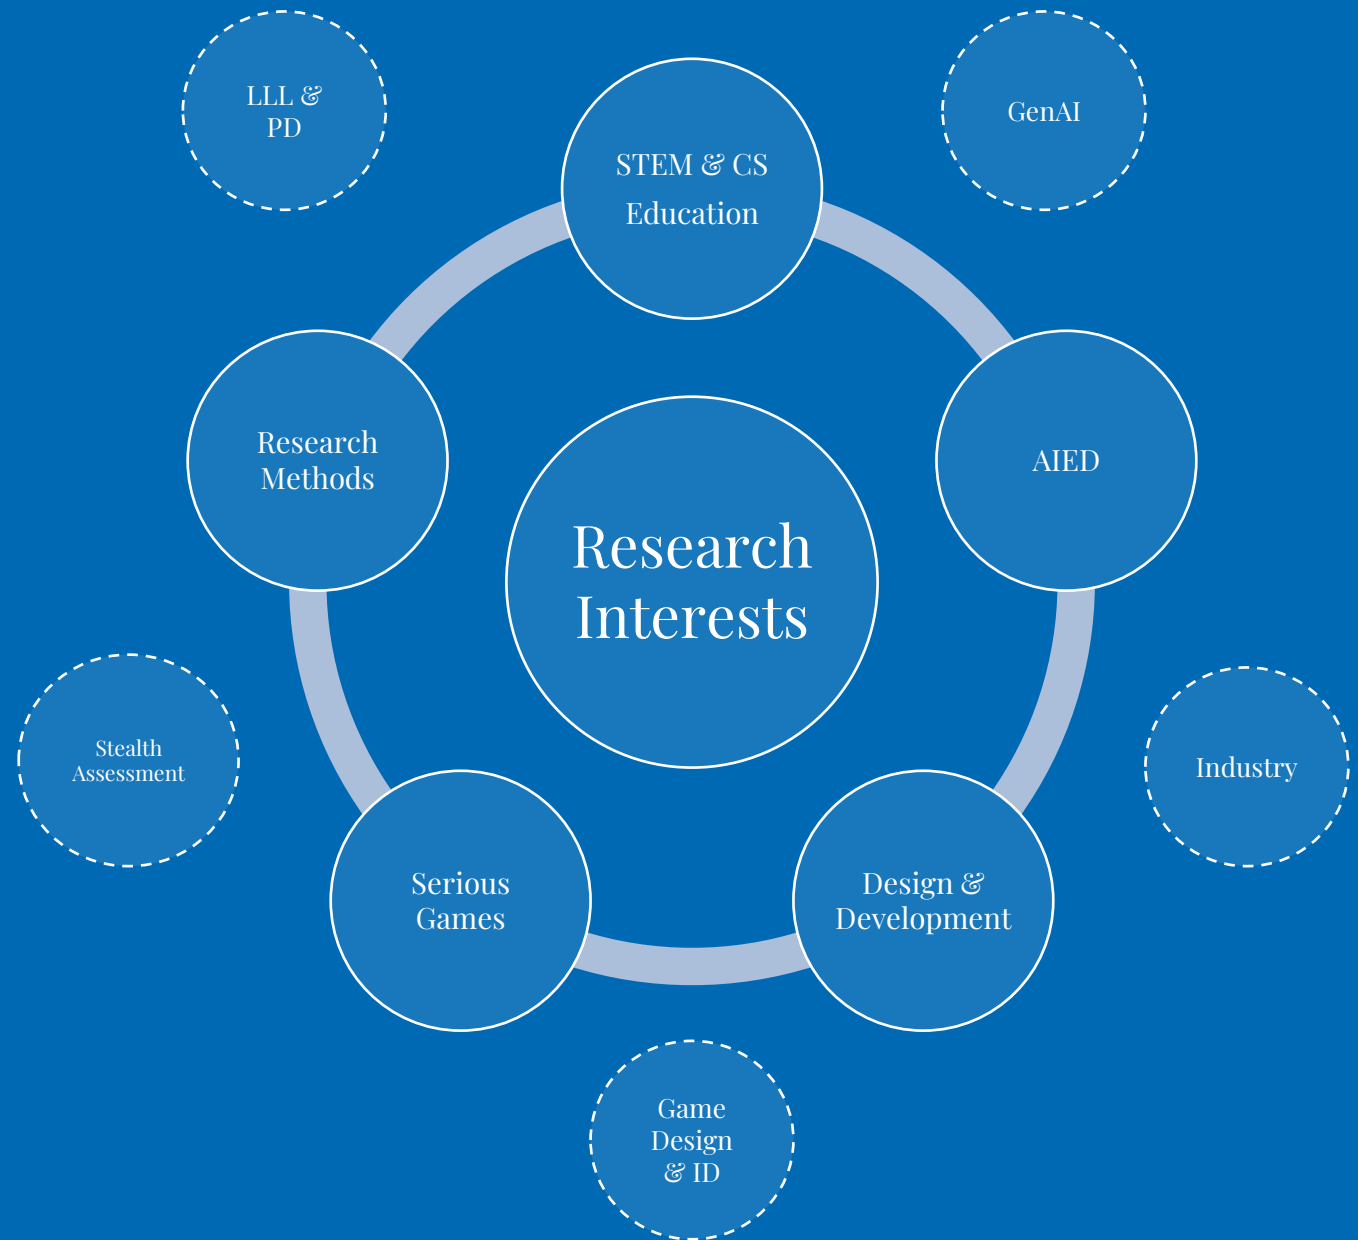 LLL &
PD
GenAI
STEM & CS
Education
Research
Methods
AIED
Research
Interests
Stealth
Assessment
Industry
Serious
Games
Design &
Development
Game
Design
& ID